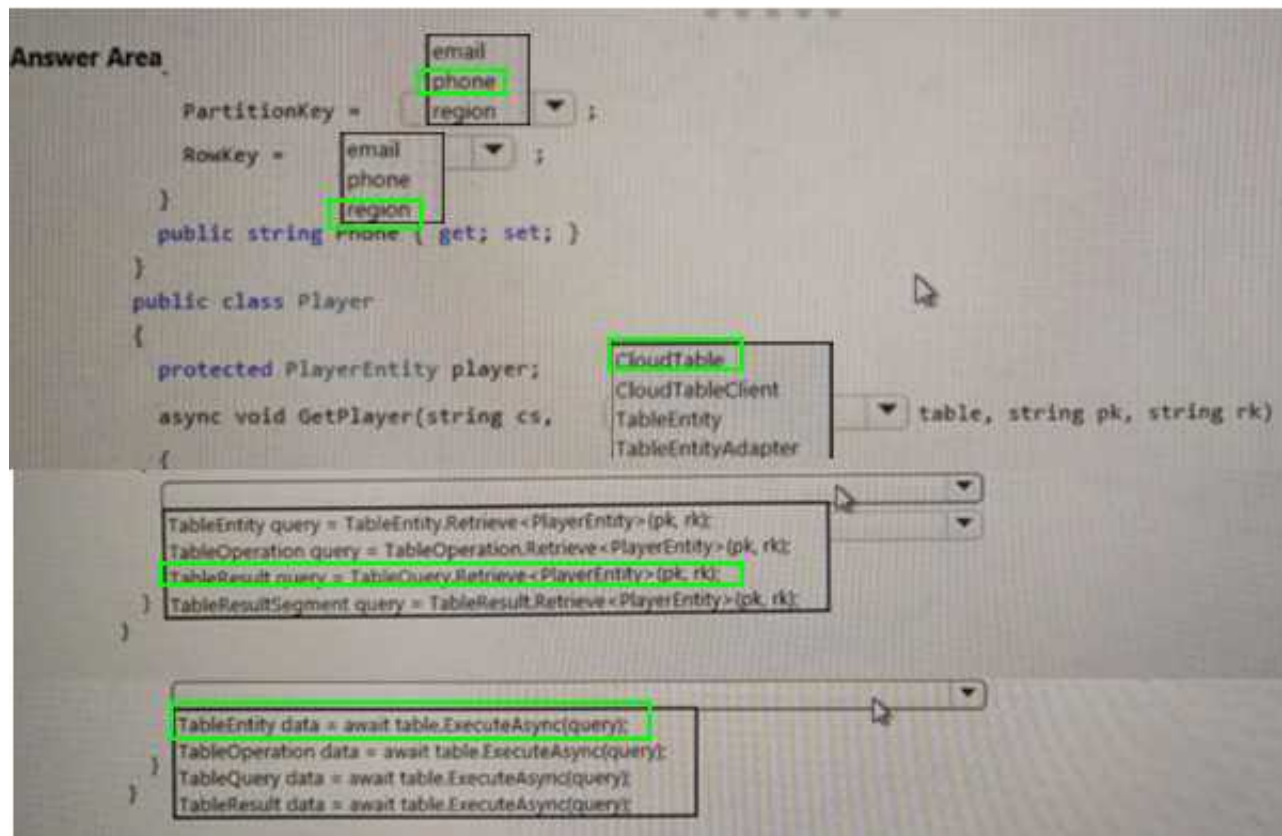 Answer Area
email
phone
PartitionKey = region ;
RowKey = email ;
phone
}
region
public string Phone { get; set; }
}
public class Player
{
protected PlayerEntity player;
CloudTable
CloudTableClient
async void GetPlayer(string cs, TableEntity table, string pk, string rk)
TableEntityAdapter
{
TableEntity query = TableEntity.Retrieve<PlayerEntity>(pk, rk);
TableOperation query = TableOperation.Retrieve<PlayerEntity>(pk, rk);
TableResult query = TableQuery.Retrieve<PlayerEntity>(pk, rk);
} TableResultSegment query = TableResult.Retrieve<PlayerEntity>(pk, rk);
}
TableEntity data = await table.ExecuteAsync(query);
TableOperation data = await table.ExecuteAsync(query);
} TableQuery data = await table.ExecuteAsync(query);
} TableResult data = await table.ExecuteAsync(query);